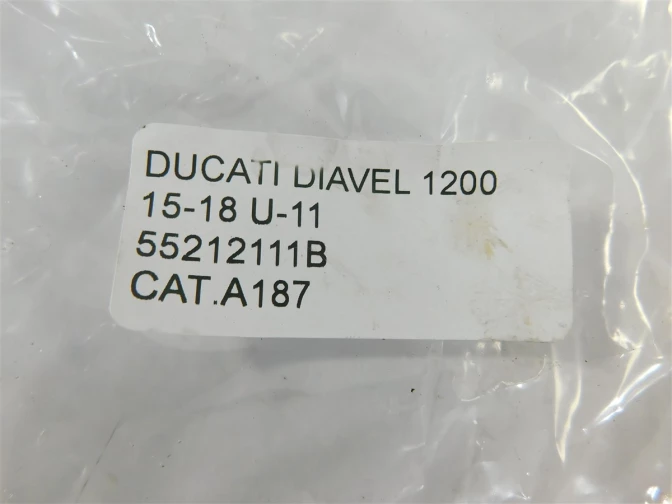 DUCATI DIAVEL 1200
15-18 U-11
55212111B
CAT.A187